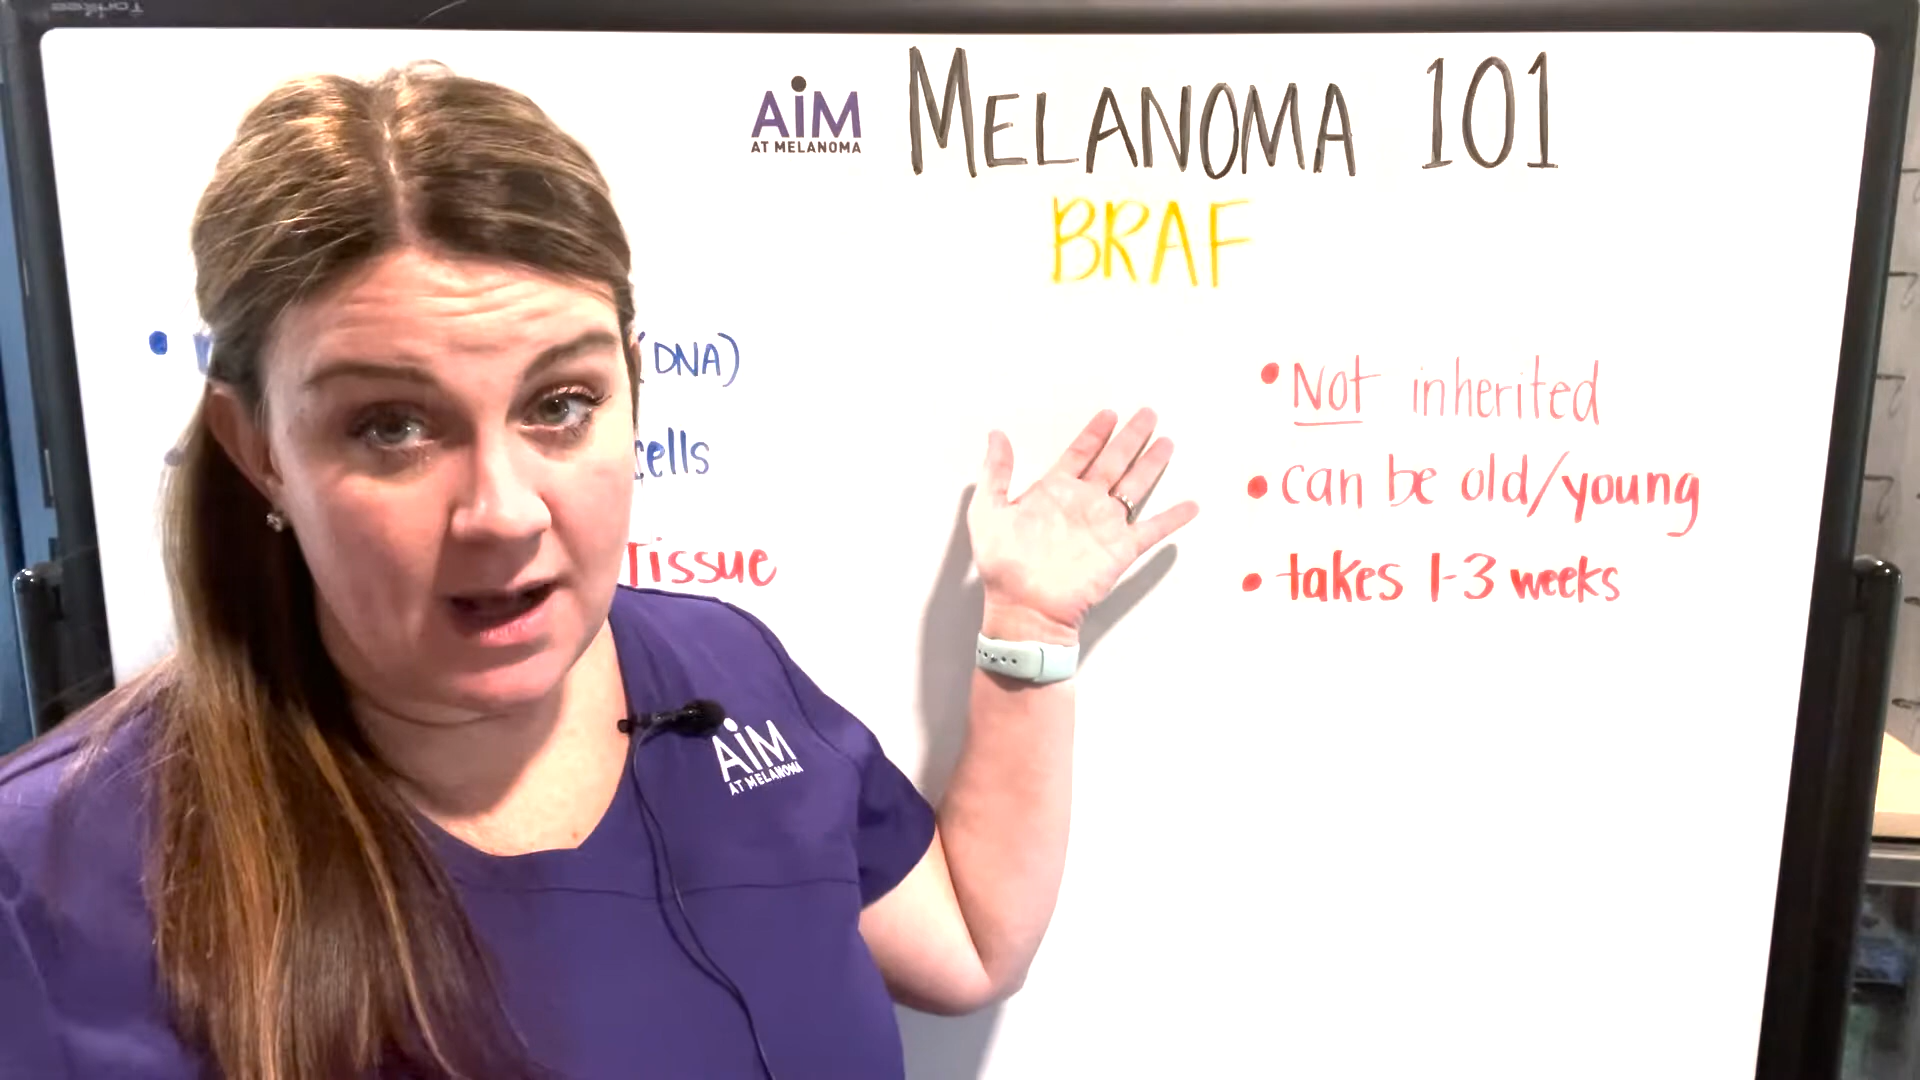 AiM
AT MELANOMA
MELANOMA 101
BRAF
(DNA)
cells
Tissue
• Not inherited
• can be old/young
• takes 1-3 weeks
AiM
AT MELANOMA